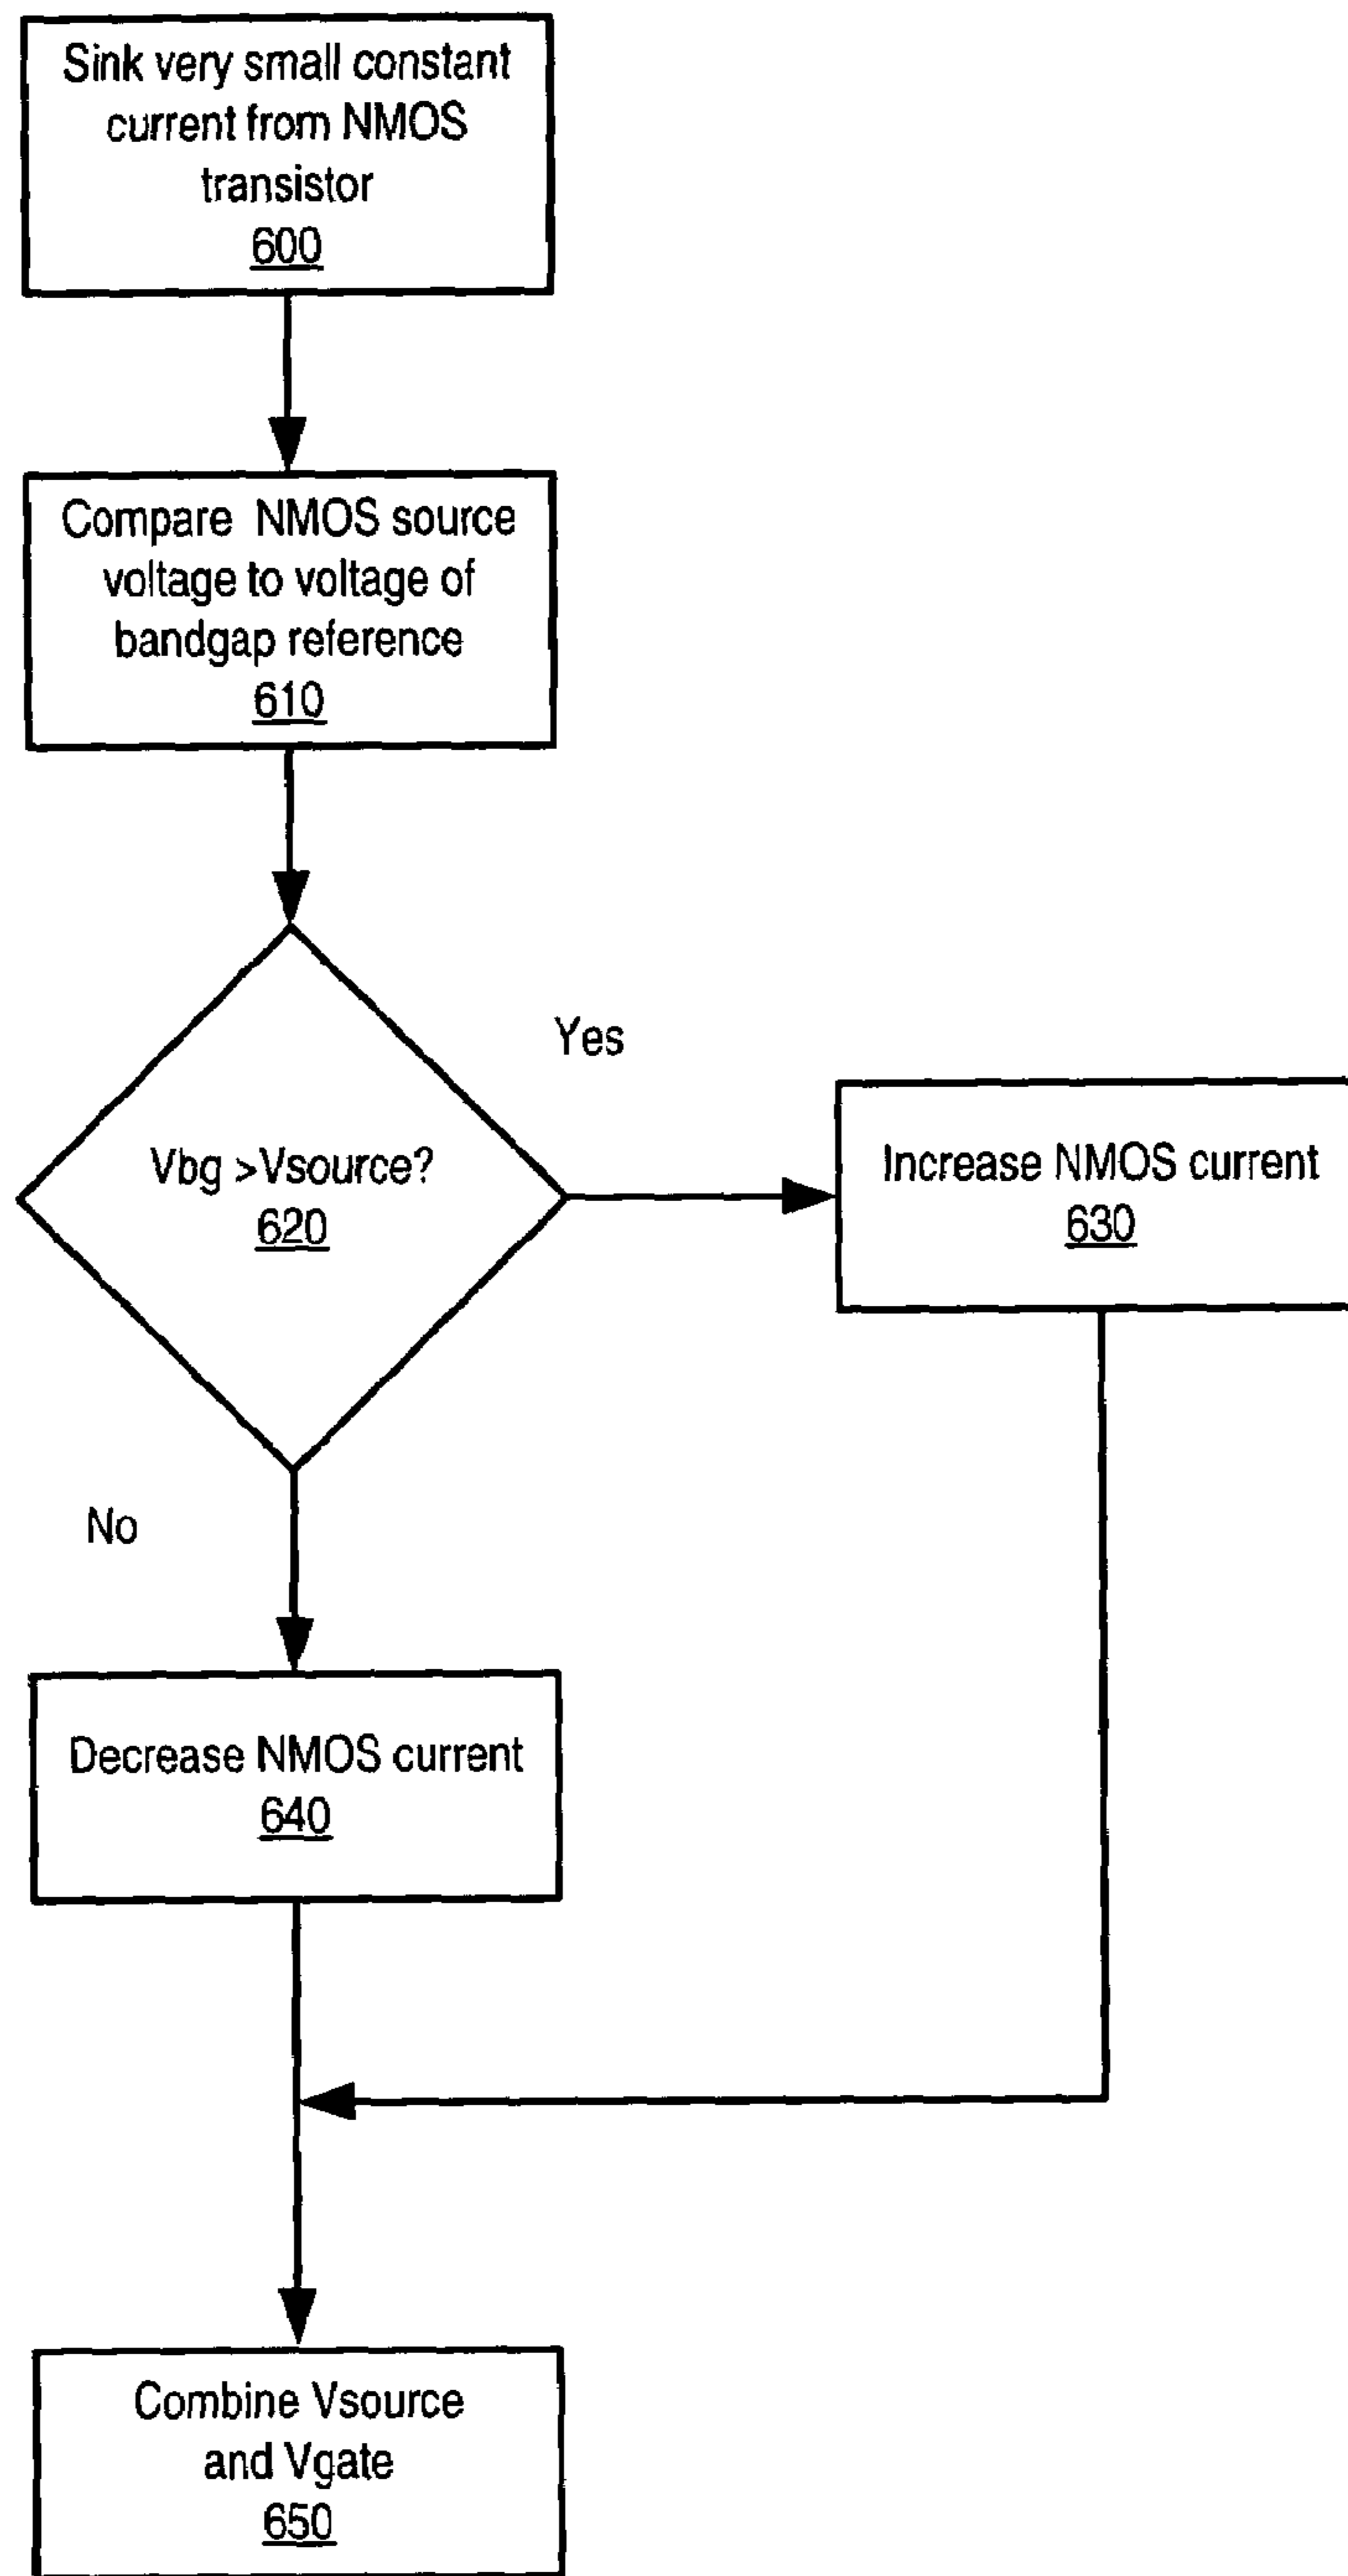 Sink very small constant
current from NMOS
transistor
600
Compare NMOS source
voltage to voltage of
bandgap reference
610
Yes
Vbg >Vsource?
620
Increase NMOS current
630
No
Decrease NMOS current
640
Combine Vsource
and Vgate
650